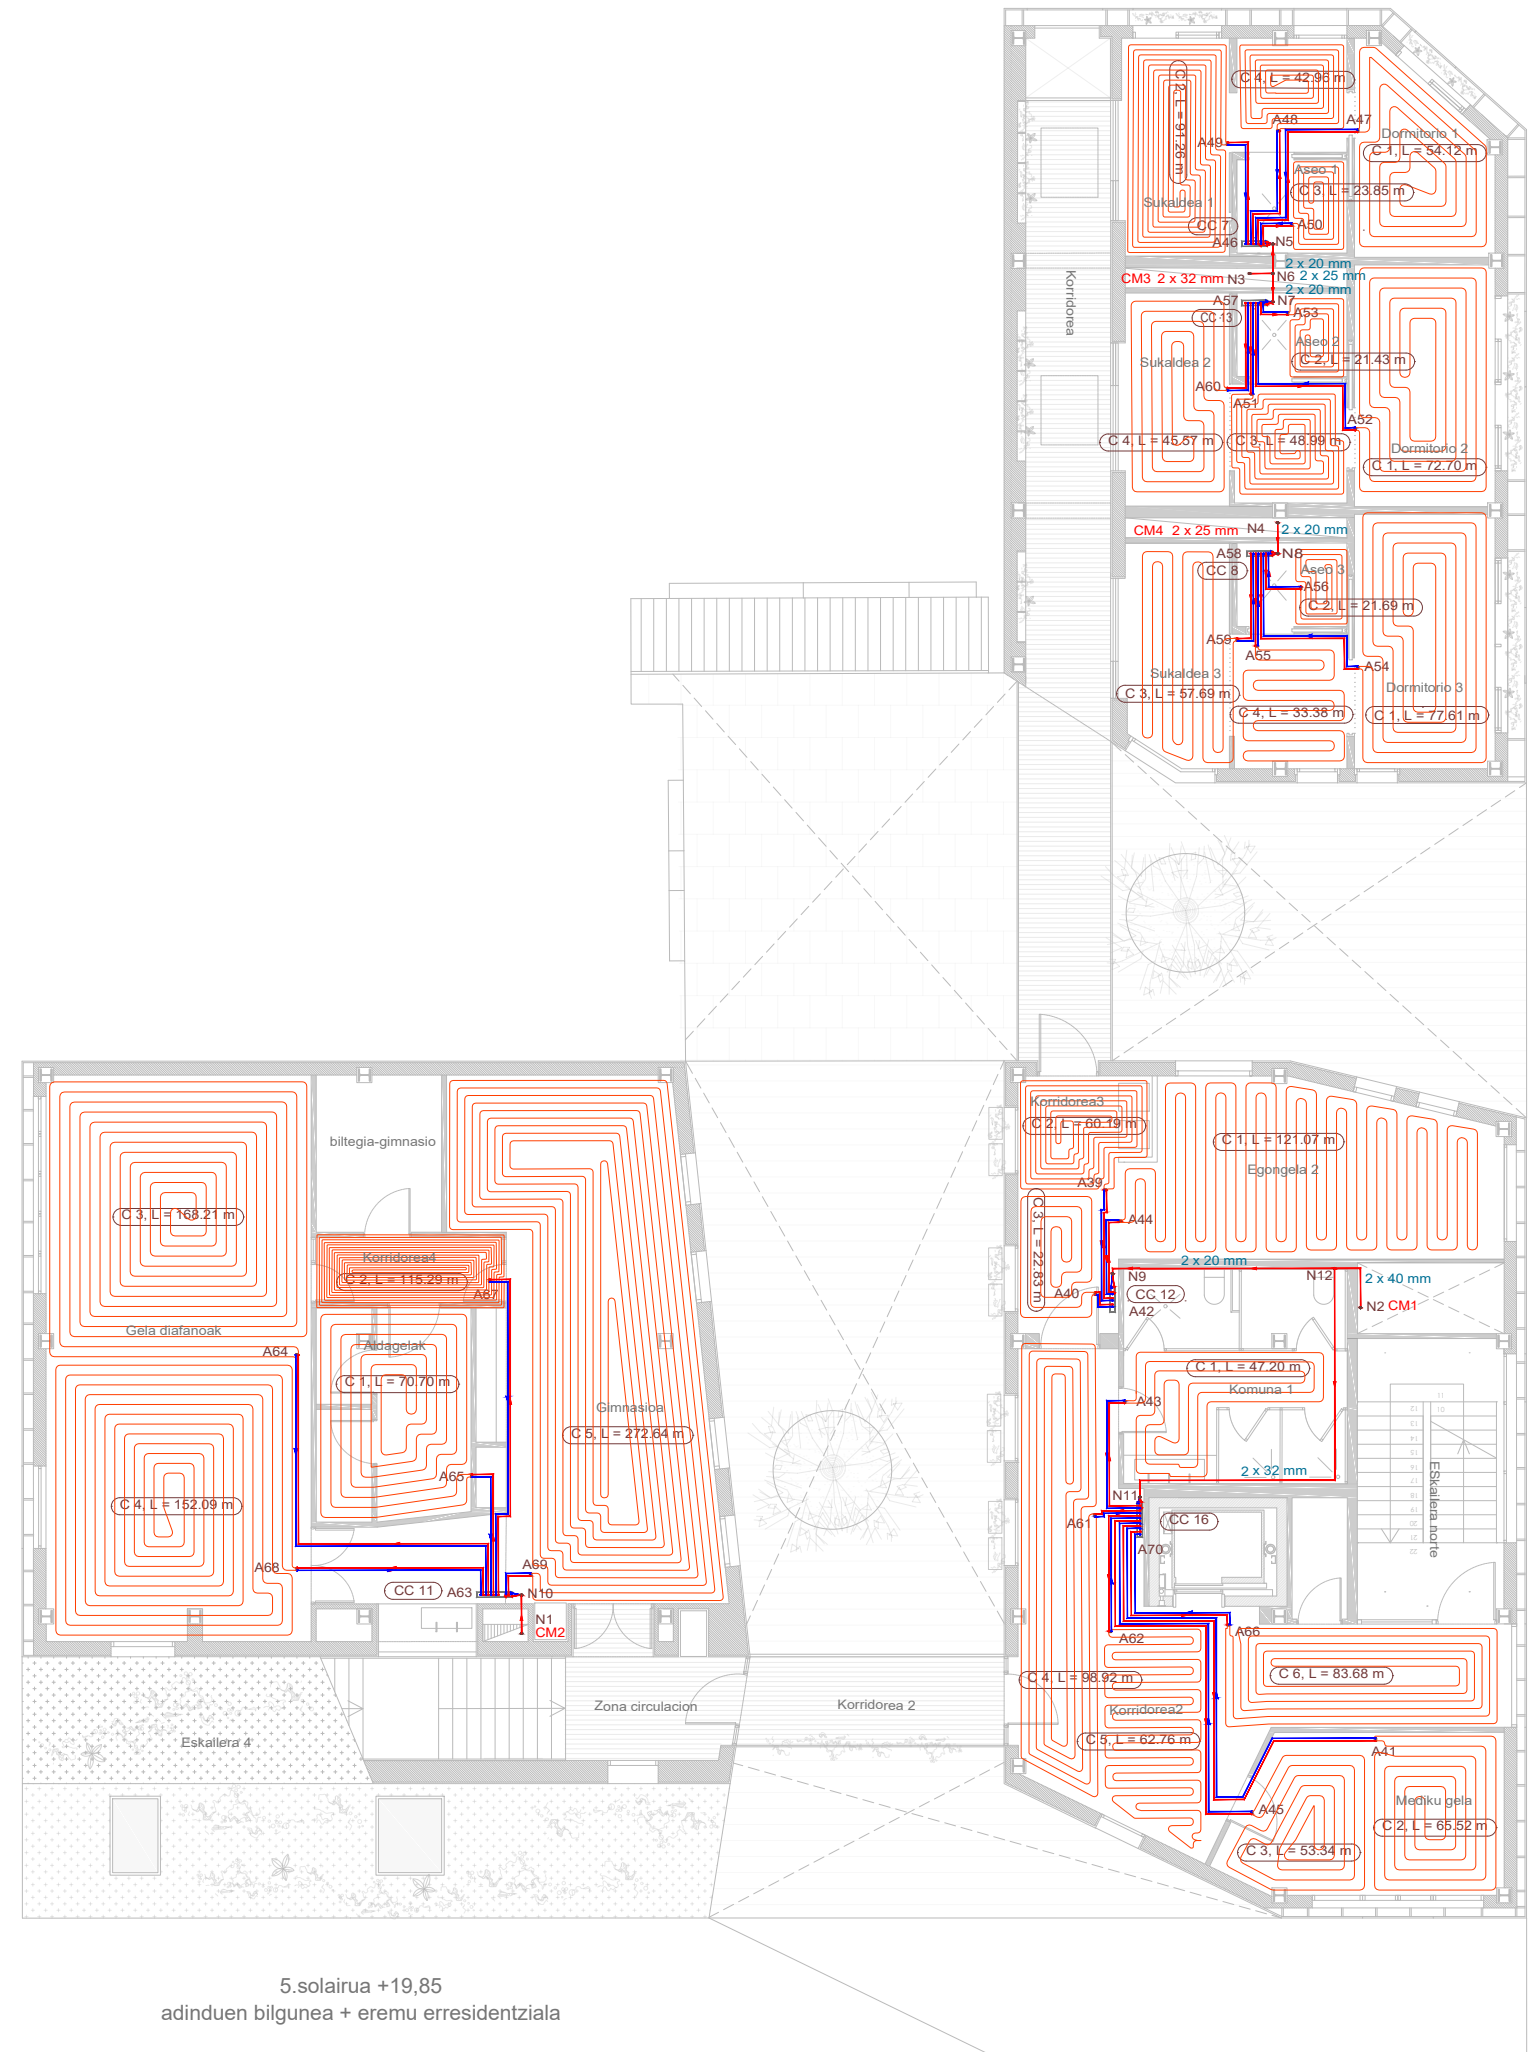 C 4, L = 42.96 m
C 2, L = 91.26 m
A48
A47
Dormitorio 1
C 1, L = 54.12 m
A49
Aseo 1
C 3, L = 23.85 m
Sukaldea 1
CC 7
A50
A46
N5
2 x 20 mm
CM3 2 x 32 mm
N3
N6
2 x 25 mm
2 x 20 mm
Korridorea
A57
N7
CC 13
A53
Aseo 2
Sukaldea 2
C 2, L = 21.43 m
A60
A51
A52
C 4, L = 45.57 m
C 3, L = 48.99 m
Dormitorio 2
C 1, L = 72.70 m
CM4 2 x 25 mm
N4
2 x 20 mm
A58
N8
CC 8
Aseo 3
A56
C 2, L = 21.69 m
A59
A55
A54
Sukaldea 3
C 3, L = 57.69 m
Dormitorio 3
C 4, L = 33.38 m
C 1, L = 77.61 m
Korridorea3
C 2, L = 60.19 m
C 1, L = 121.07 m
biltegia-gimnasio
Egongela 2
A39
C 3, L = 168.21 m
C 3, L = 22.83 m
A44
Korridorea4
C 2, L = 115.29 m
2 x 20 mm
N9
N12
2 x 40 mm
A67
A40
CC 12
A42
N2 CM1
Gela diafanoak
Aldagelak
A64
C 1, L = 70.70 m
C 1, L = 47.20 m
Komuna 1
Gimnasioa
A43
C 5, L = 272.64 m
A65
2 x 32 mm
C 4, L = 152.09 m
N11
A61
CC 16
ESkailera norte
A70
A68
A69
CC 11
A63
N10
N1
CM2
A62
A66
C 4, L = 98.92 m
C 6, L = 83.68 m
Zona circulacion
Korridorea 2
Korridorea2
Eskallera 4
C 5, L = 62.76 m
A41
Mediku gela
A45
C 2, L = 65.52 m
C 3, L = 53.34 m
5.solairua +19,85
adinduen bilgunea + eremu erresidentziala